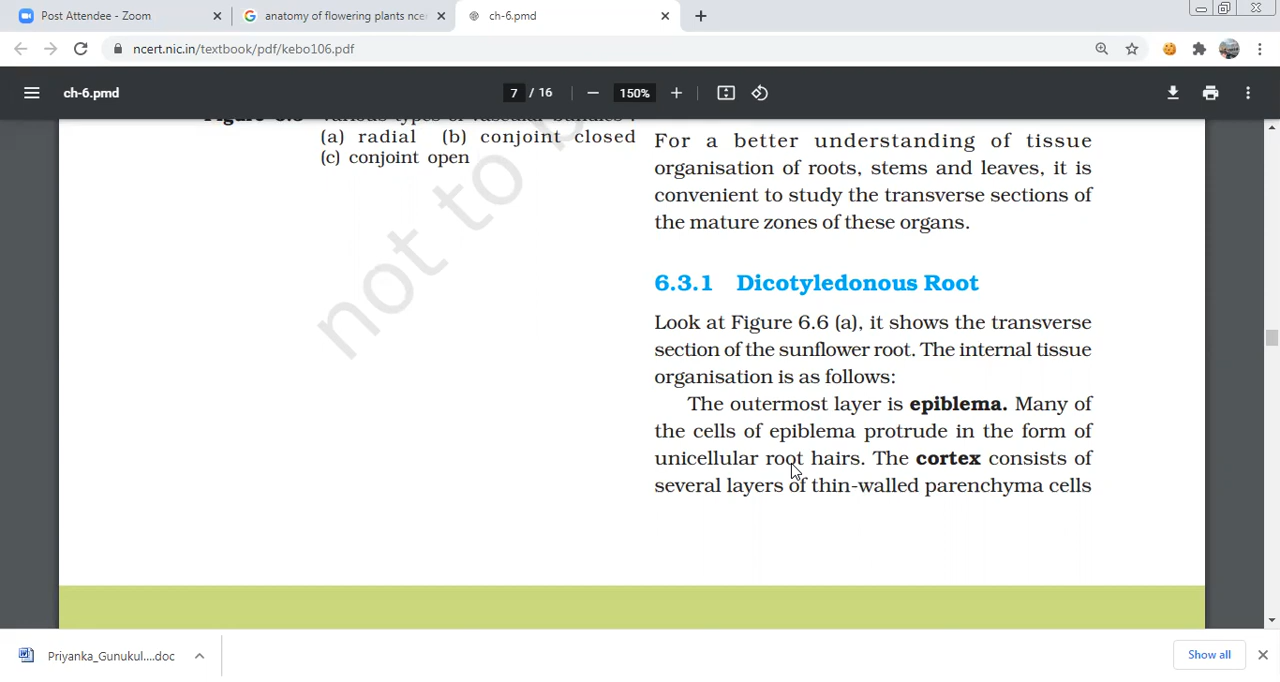 Post Attendee - Zoom
anatomy of flowering plants ncer
ch-6.pmd
ncert.nic.in/textbook/pdf/kebo106.pdf
ch-6.pmd
7 / 16
150%
(a) radial (b) conjoint closed
(c) conjoint open
not to
For a better understanding of tissue
organisation of roots, stems and leaves, it is
convenient to study the transverse sections of
the mature zones of these organs.
6.3.1 Dicotyledonous Root
Look at Figure 6.6 (a), it shows the transverse
section of the sunflower root. The internal tissue
organisation is as follows:
The outermost layer is epiblema. Many of
the cells of epiblema protrude in the form of
unicellular root hairs. The cortex consists of
several layers of thin-walled parenchyma cells
Priyanka_Gunukul....doc
Show all